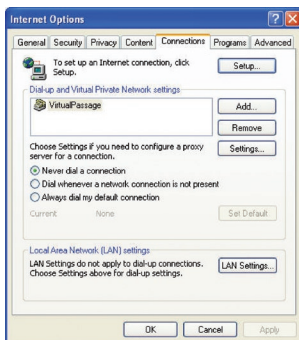 Internet Options
General Security Privacy Content Connections Programs Advanced
To set up an Internet connection, click
Setup.
Setup...
Dial-up and Virtual Private Network settings
VirtualPassage
Add...
Remove
Choose Settings if you need to configure a proxy
server for a connection.
Settings...
Never dial a connection
Dial whenever a network connection is not present
Always dial my default connection
Current None
Set Default
Local Area Network (LAN) settings
LAN Settings do not apply to dial-up connections.
Choose Settings above for dial-up settings.
LAN Settings...
OK Cancel Apply